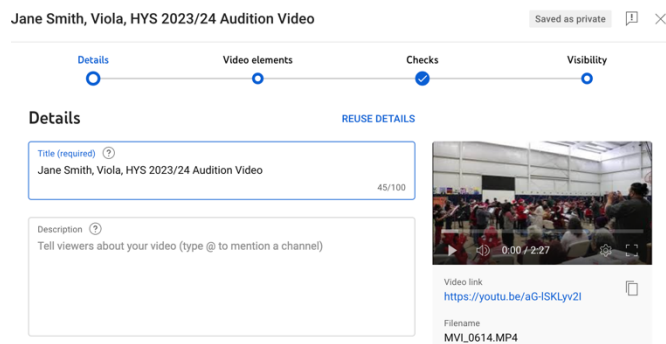 Jane Smith, Viola, HYS 2023/24 Audition Video
Saved as private
Details
Video elements
Checks
Visibility
Details
REUSE DETAILS
Title (required)
Jane Smith, Viola, HYS 2023/24 Audition Video
45/100
Description
Tell viewers about your video (type @ to mention a channel)
0:00 / 2:27
Video link
https://youtu.be/aG-lSKLyv2I
Filename
MVI_0614.MP4